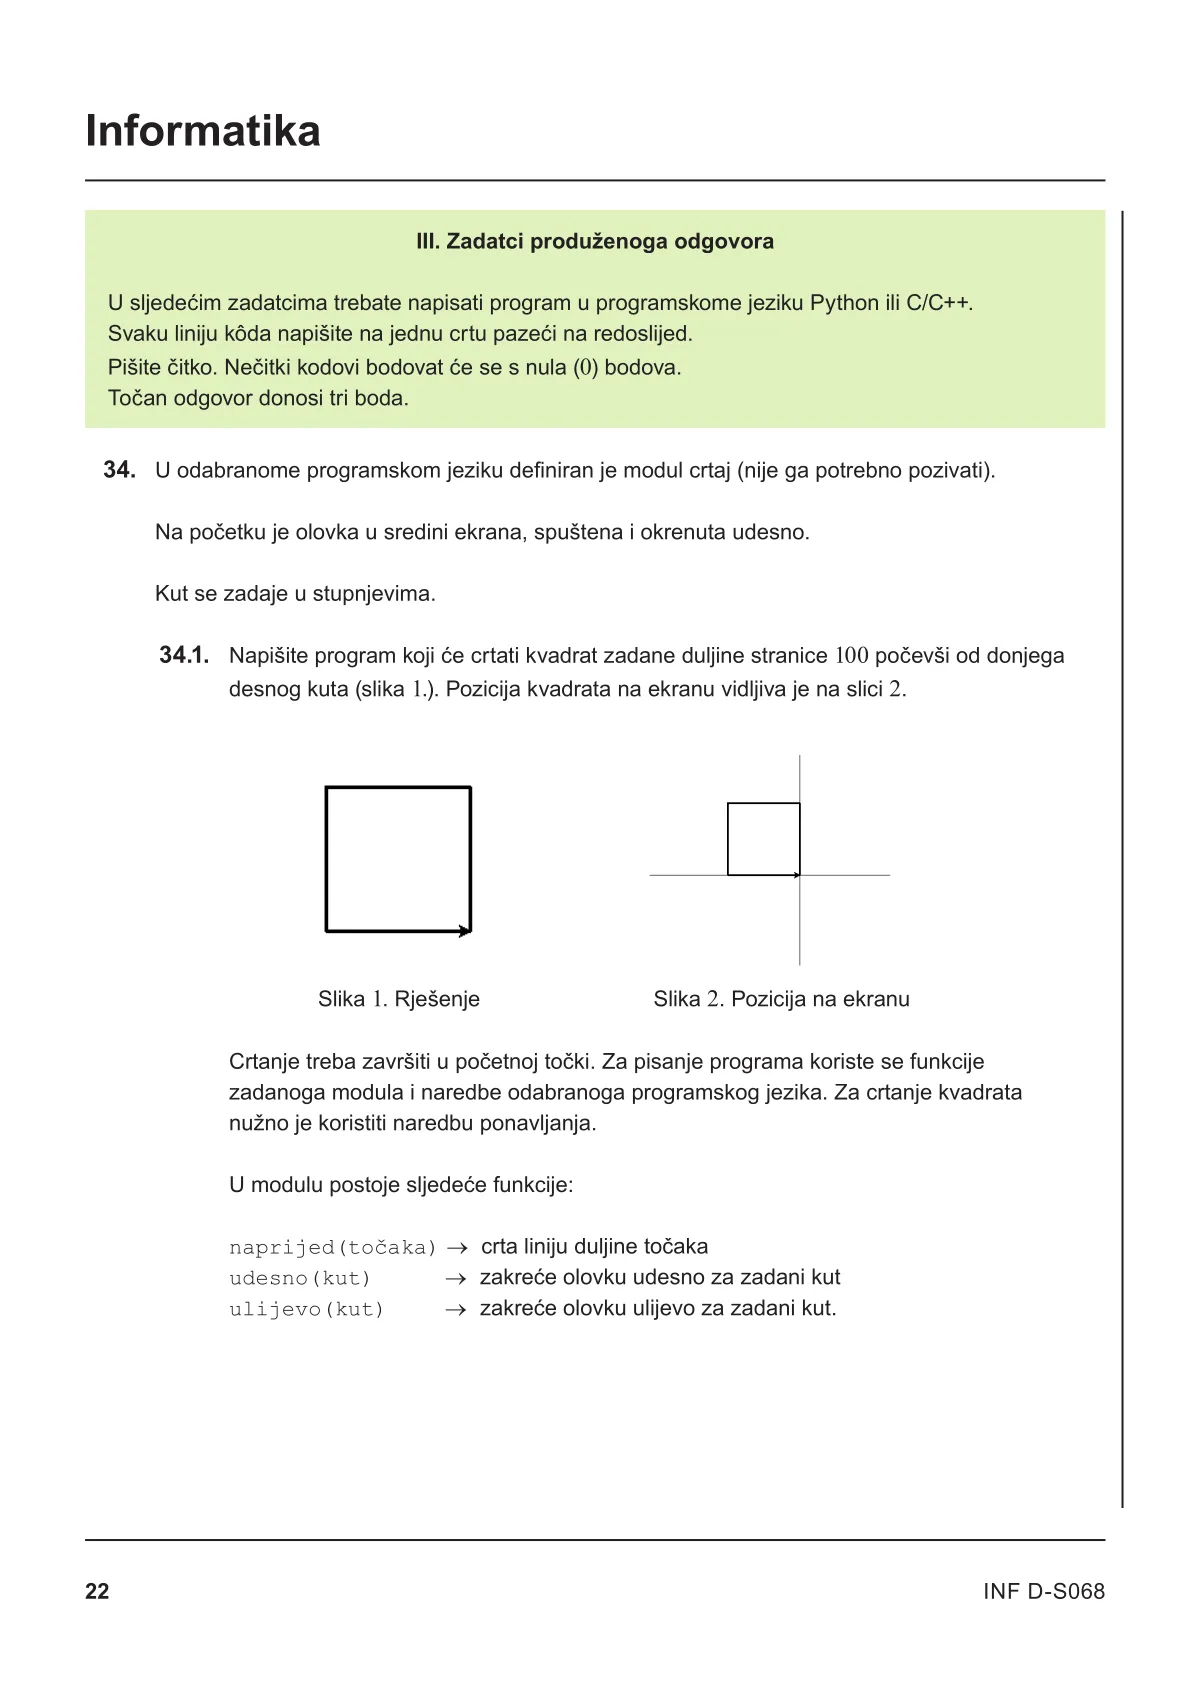 Informatika
III. Zadatci produženoga odgovora
U sljedećim zadatcima trebate napisati program u programskome jeziku Python ili C/C++.
Svaku liniju kôda napišite na jednu crtu pazeći na redoslijed.
Pišite čitko. Nečitki kodovi bodovat će se s nula (0) bodova.
Točan odgovor donosi tri boda.
34. U odabranome programskom jeziku definiran je modul crtaj (nije ga potrebno pozivati).
Na početku je olovka u sredini ekrana, spuštena i okrenuta udesno.
Kut se zadaje u stupnjevima.
34.1. Napišite program koji će crtati kvadrat zadane duljine stranice 100 počevši od donjega
desnog kuta (slika 1.). Pozicija kvadrata na ekranu vidljiva je na slici 2.
Slika 1. Rješenje Slika 2. Pozicija na ekranu
Crtanje treba završiti u početnoj točki. Za pisanje programa koriste se funkcije
zadanoga modula i naredbe odabranoga programskog jezika. Za crtanje kvadrata
nužno je koristiti naredbu ponavljanja.
U modulu postoje sljedeće funkcije:
naprijed(točaka) → crta liniju duljine točaka
udesno(kut) → zakreće olovku udesno za zadani kut
ulijevo(kut) → zakreće olovku ulijevo za zadani kut.
22 INF D-S068